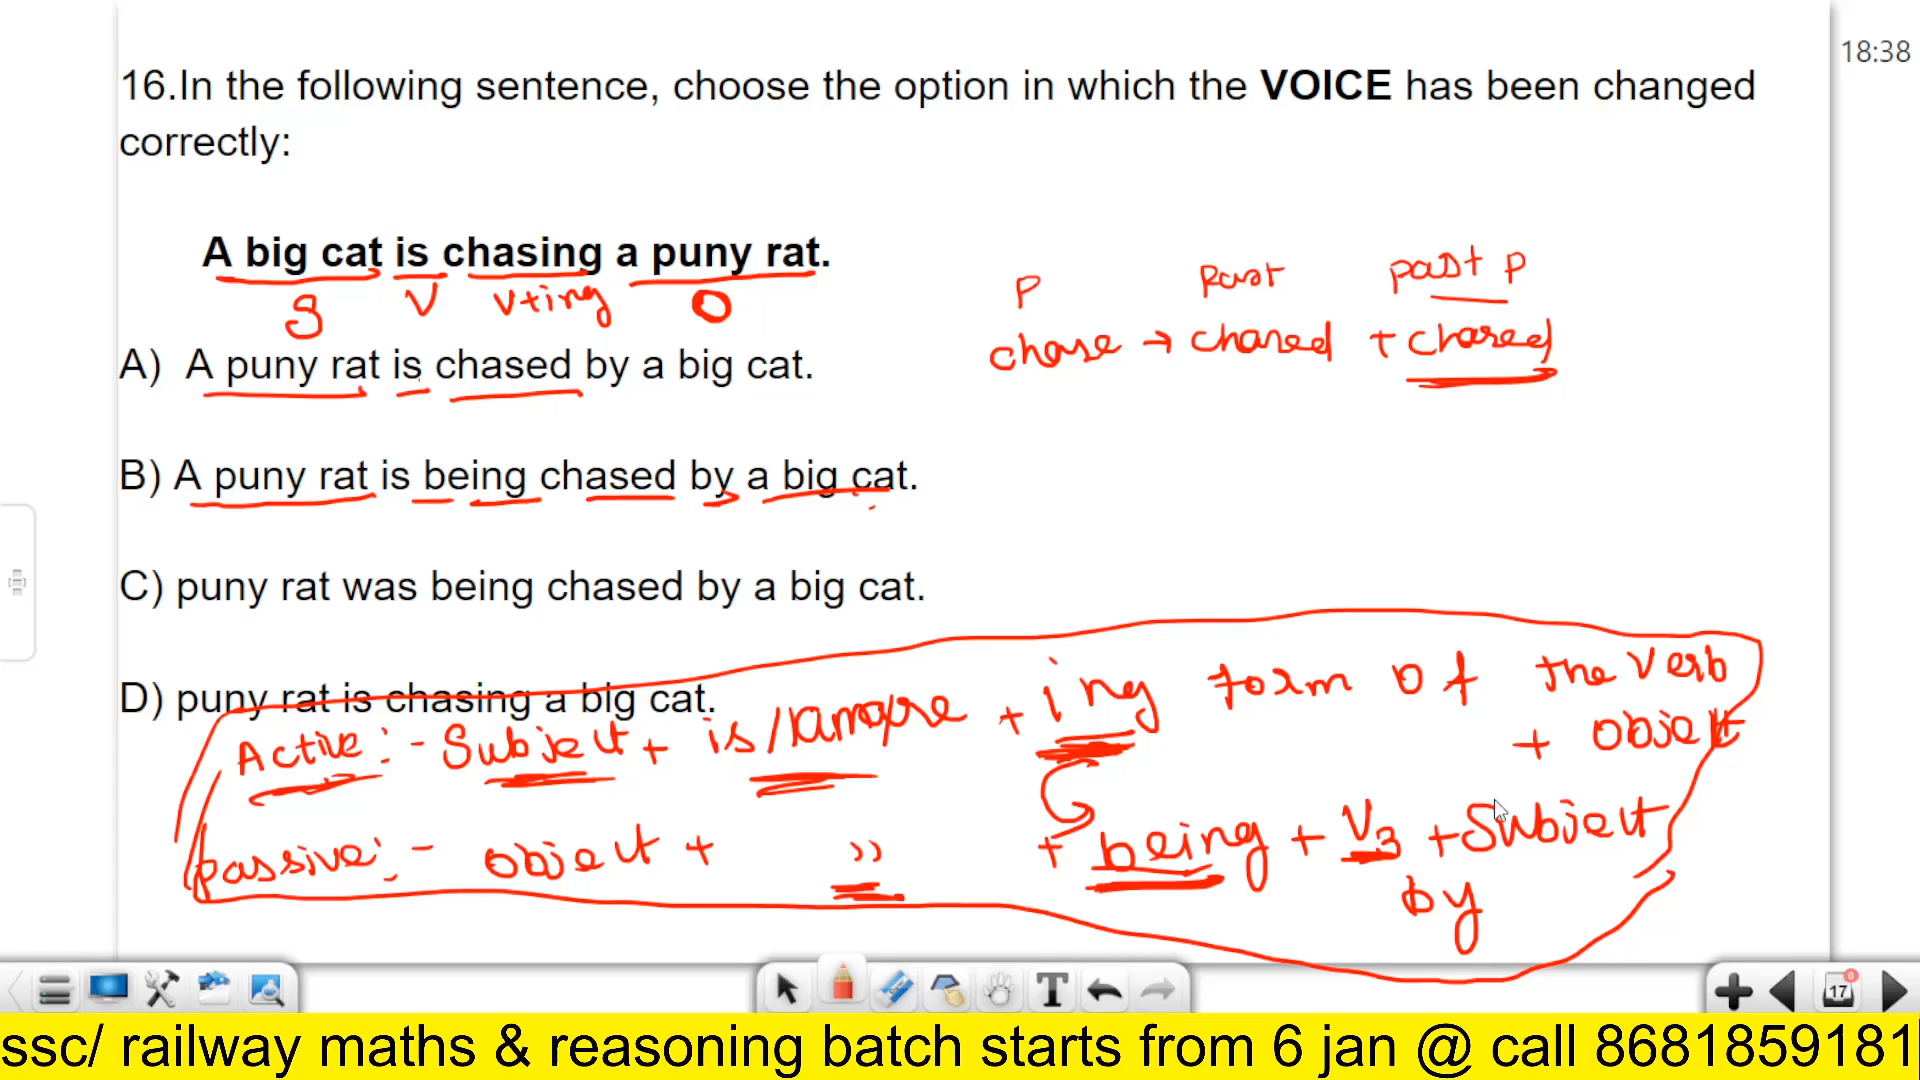 18:38
16.In the following sentence, choose the option in which the VOICE has been changed
correctly:
A big cat is chasing a puny rat.
S V V+ing O
P Past past P
chase → chased + chased
A) A puny rat is chased by a big cat.
B) A puny rat is being chased by a big cat.
C) puny rat was being chased by a big cat.
D) puny rat is chasing a big cat.
Active:- Subject + is/am/are + ing form of the verb
+ object
passive:- object + ,, + being + V3 + Subject
by
T
17
0
ssc/ railway maths & reasoning batch starts from 6 jan @ call 8681859181